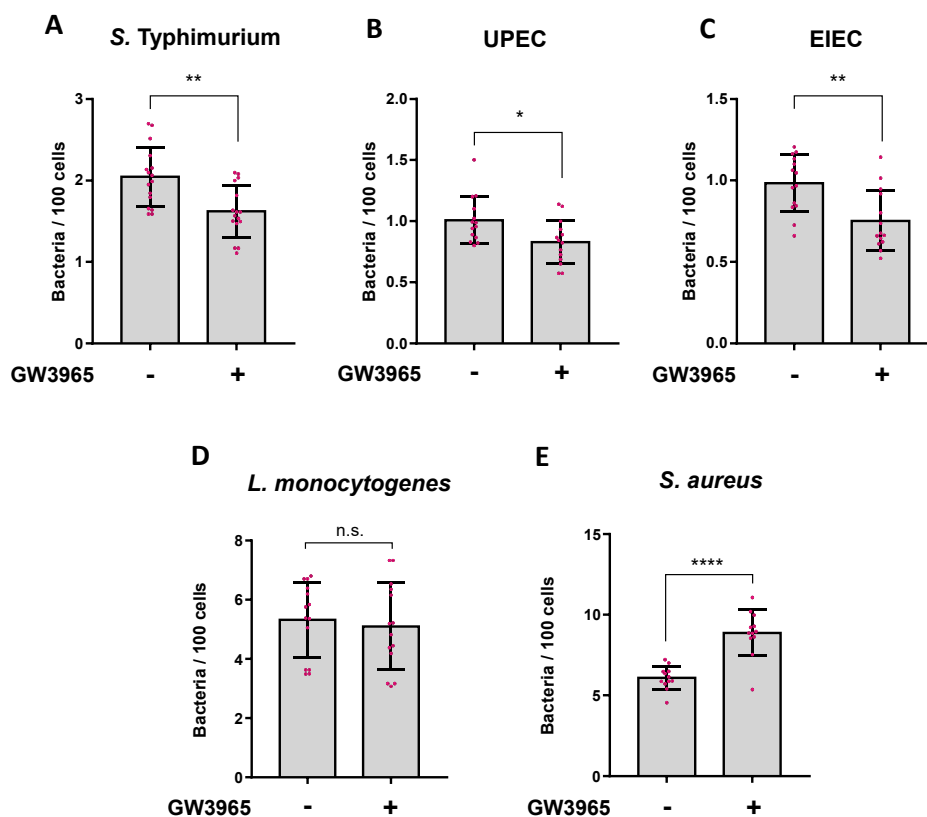 A
S. Typhimurium
**
Bacteria / 100 cells
3
2
1
0
GW3965 - +
B
UPEC
*
Bacteria / 100 cells
2.0
1.5
1.0
0.5
0.0
GW3965 - +
C
EIEC
**
Bacteria / 100 cells
1.5
1.0
0.5
0.0
GW3965 - +
D
L. monocytogenes
n.s.
Bacteria / 100 cells
8
6
4
2
0
GW3965 - +
E
S. aureus
****
Bacteria / 100 cells
15
10
5
0
GW3965 - +